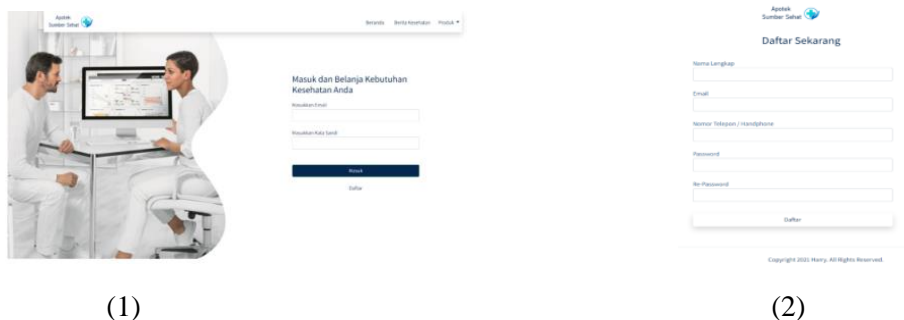 Apotek
Sumber Sehat
Beranda Berita Kesehatan Produk
Masuk dan Belanja Kebutuhan
Kesehatan Anda
Masukkan Email
Masukkan Kata Sandi
Masuk
Daftar
(1)
Apotek
Sumber Sehat
Daftar Sekarang
Nama Lengkap
Email
Nomor Telepon / Handphone
Password
Re-Password
Daftar
Copyright 2021 Harry. All Rights Reserved.
(2)